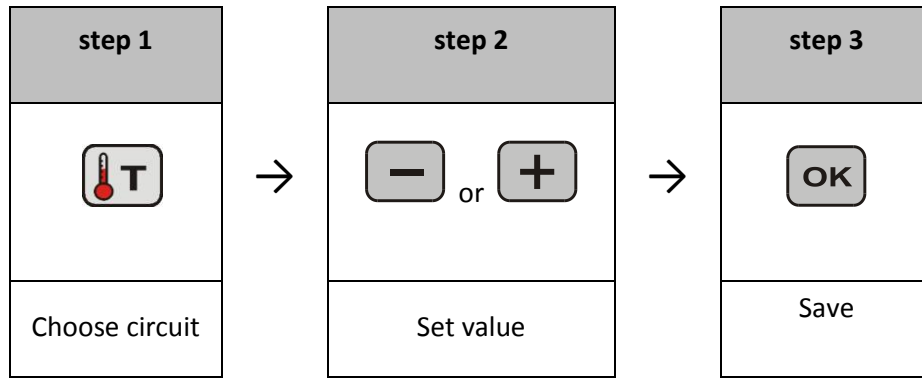 step 1
step 2
step 3
T
→
− or +
→
OK
Choose circuit
Set value
Save